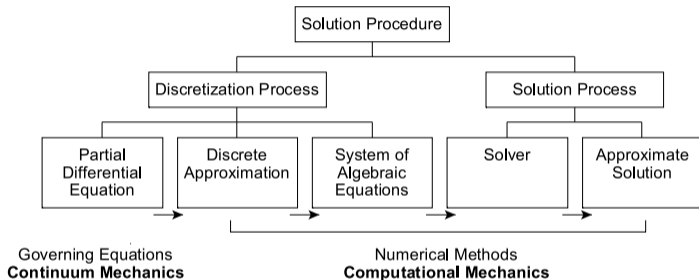 Solution Procedure
Discretization Process
Solution Process
Partial
Differential
Equation
Discrete
Approximation
System of
Algebraic
Equations
Solver
Approximate
Solution
Governing Equations
Continuum Mechanics
Numerical Methods
Computational Mechanics